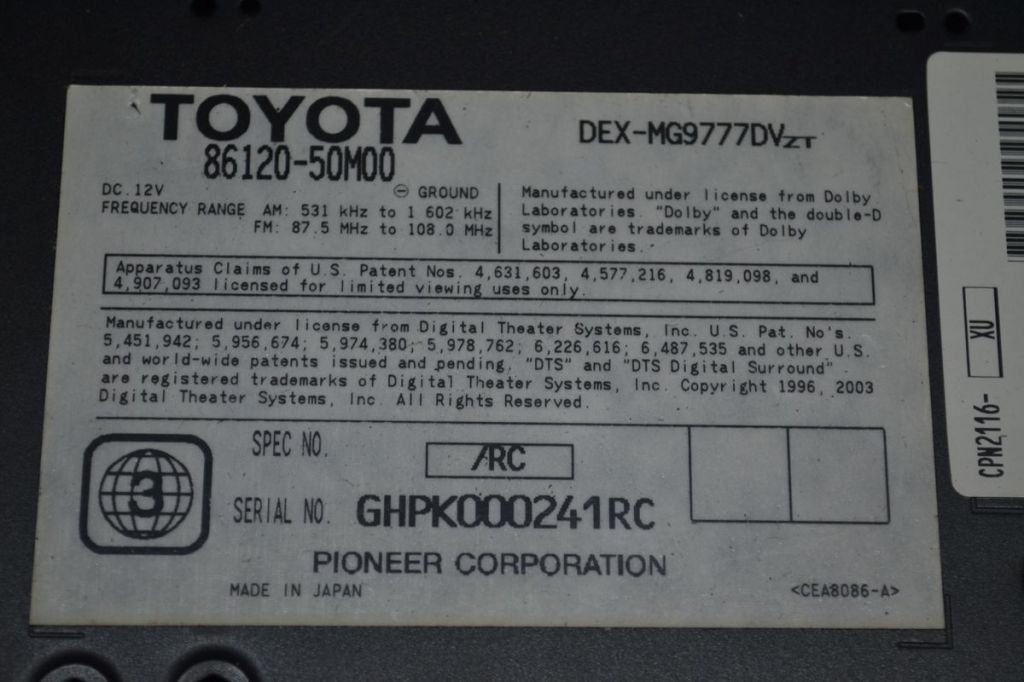 TOYOTA
86120-50M00
DEX-MG9777DVZT
DC. 12V ⊖ GROUND
FREQUENCY RANGE AM: 531 kHz to 1 602 kHz
FM: 87.5 MHz to 108.0 MHz
Manufactured under license from Dolby
Laboratories. "Dolby" and the double-D
symbol are trademarks of Dolby
Laboratories.
Apparatus Claims of U.S. Patent Nos. 4,631,603, 4,577,216, 4,819,098, and
4,907,093 licensed for limited viewing uses only.
Manufactured under license from Digital Theater Systems, Inc. U.S. Pat. No's.
5,451,942; 5,956,674; 5,974,380; 5,978,762; 6,226,616; 6,487,535 and other U.S.
and world-wide patents issued and pending. "DTS" and "DTS Digital Surround"
are registered trademarks of Digital Theater Systems, Inc. Copyright 1996, 2003
Digital Theater Systems, Inc. All Rights Reserved.
3
SPEC NO. /RC
SERIAL NO. GHPK000241RC
PIONEER CORPORATION
MADE IN JAPAN
<CEA8086-A>
CPN2116- XU